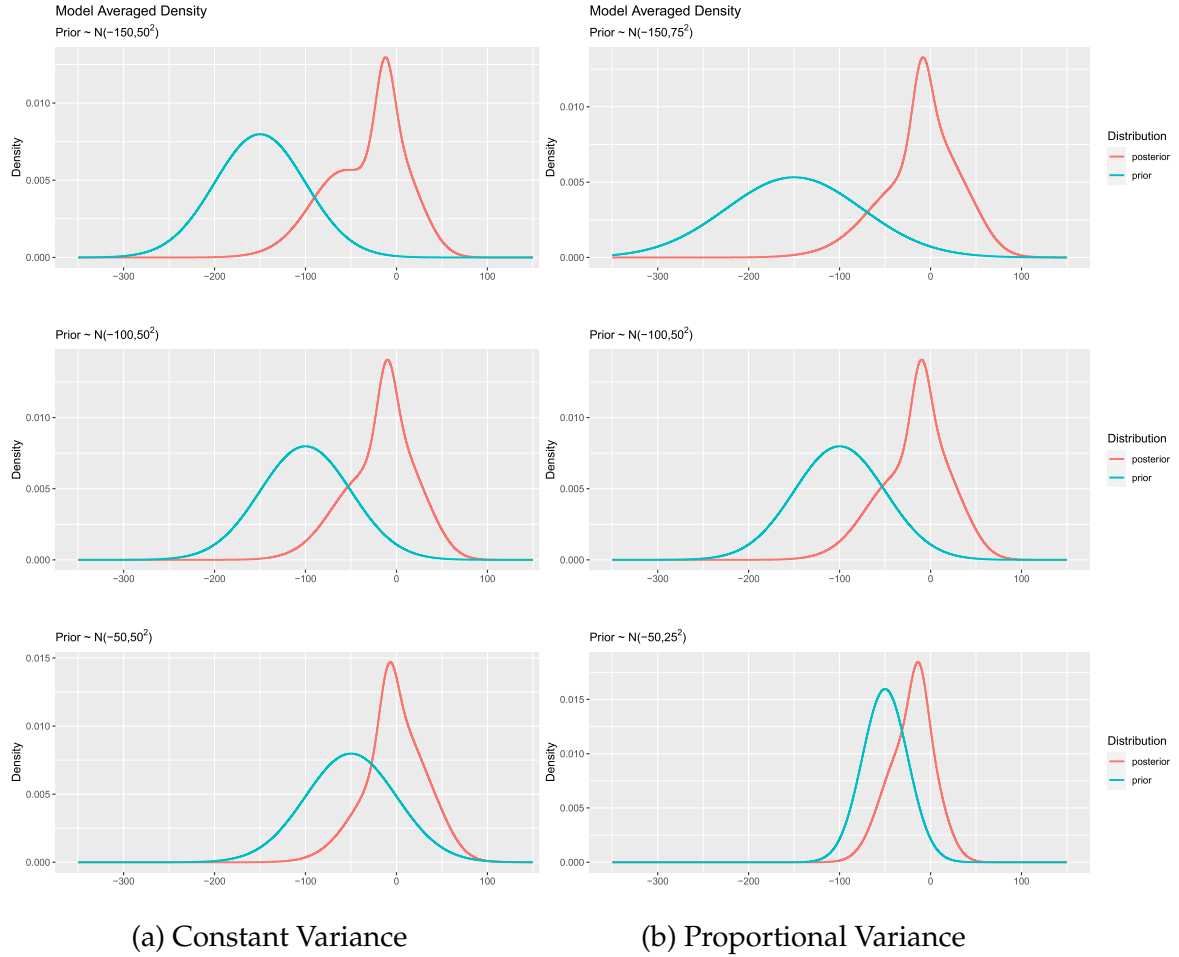 Model Averaged Density
Prior ~ N(−150,50²)
Density
0.010
0.005
0.000
−300 −200 −100 0 100
Model Averaged Density
Prior ~ N(−150,75²)
Density
0.010
0.005
0.000
−300 −200 −100 0 100
Distribution
posterior
prior
Prior ~ N(−100,50²)
Density
0.010
0.005
0.000
−300 −200 −100 0 100
Prior ~ N(−100,50²)
Density
0.010
0.005
0.000
−300 −200 −100 0 100
Distribution
posterior
prior
Prior ~ N(−50,50²)
Density
0.015
0.010
0.005
0.000
−300 −200 −100 0 100
Prior ~ N(−50,25²)
Density
0.015
0.010
0.005
0.000
−300 −200 −100 0 100
Distribution
posterior
prior
(a) Constant Variance
(b) Proportional Variance